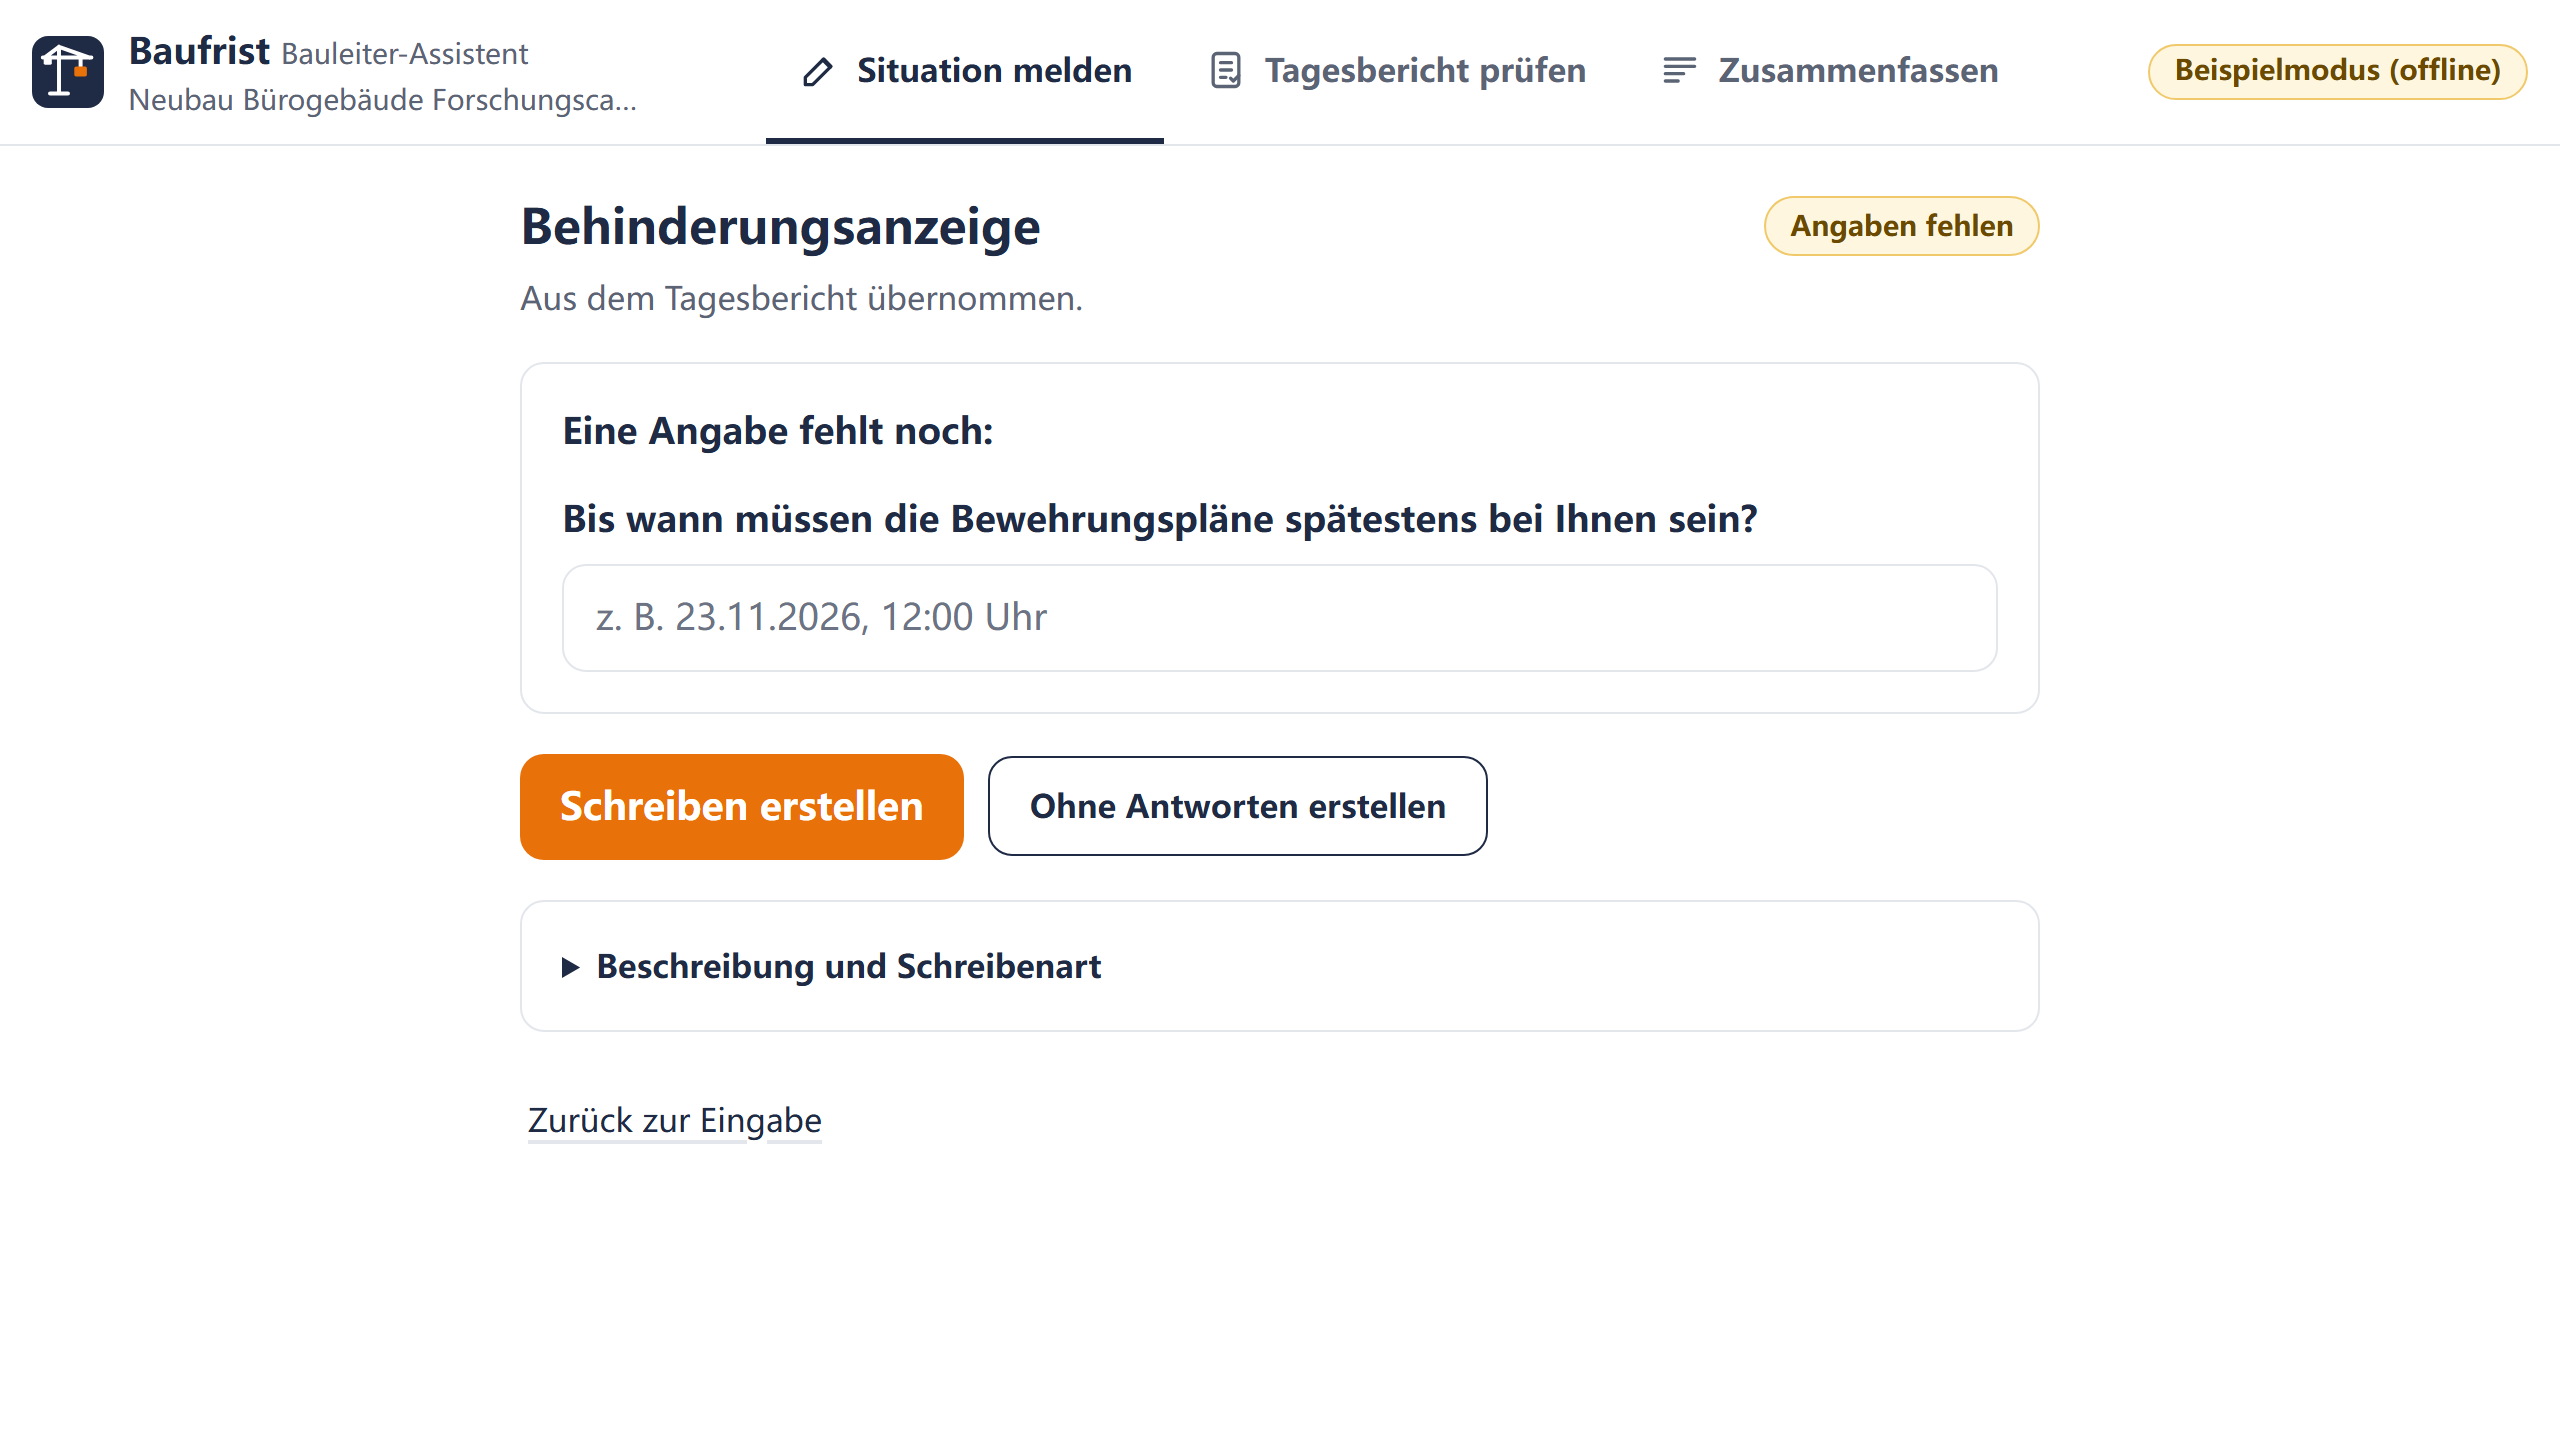 Baufrist Bauleiter-Assistent
Neubau Bürogebäude Forschungsca...
Situation melden
Tagesbericht prüfen
Zusammenfassen
Beispielmodus (offline)
Behinderungsanzeige
Angaben fehlen
Aus dem Tagesbericht übernommen.
Eine Angabe fehlt noch:
Bis wann müssen die Bewehrungspläne spätestens bei Ihnen sein?
z. B. 23.11.2026, 12:00 Uhr
Schreiben erstellen
Ohne Antworten erstellen
Beschreibung und Schreibenart
Zurück zur Eingabe